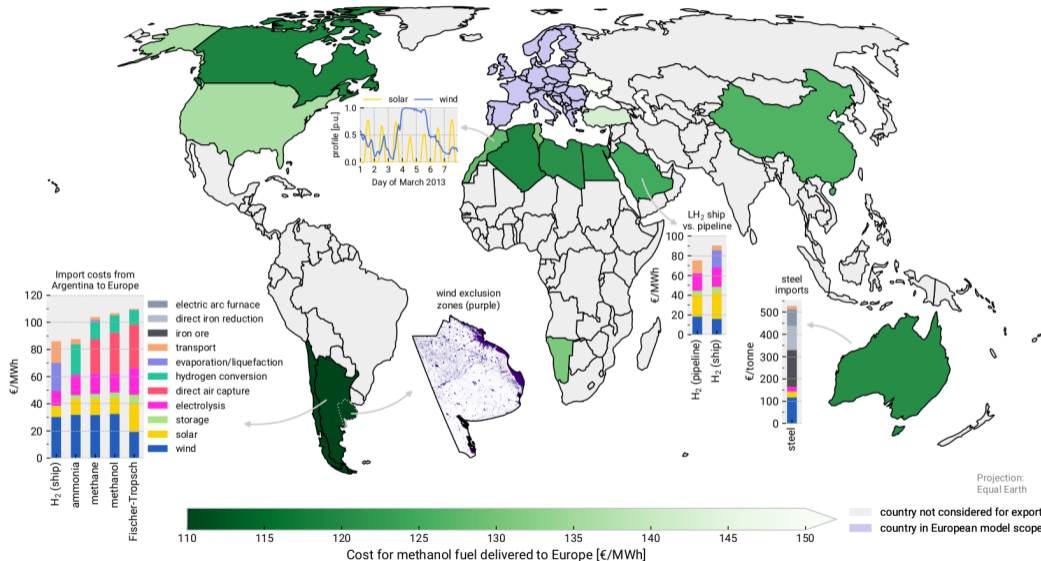 solar wind
1.0
0.5
0.0
profile [p.u.]
1 2 3 4 5 6 7
Day of March 2013
LH₂ ship
vs. pipeline
100
80
60
40
20
0
€/MWh
H₂ (pipeline)
H₂ (ship)
Import costs from
Argentina to Europe
120
100
80
60
40
20
0
€/MWh
H₂ (ship)
ammonia
methane
methanol
Fischer-Tropsch
electric arc furnace
direct iron reduction
iron ore
transport
evaporation/liquefaction
hydrogen conversion
direct air capture
electrolysis
storage
solar
wind
wind exclusion
zones (purple)
steel
imports
500
400
300
200
100
0
€/tonne
steel
Projection:
Equal Earth
country not considered for export
country in European model scope
110 115 120 125 130 135 140 145 150
Cost for methanol fuel delivered to Europe [€/MWh]